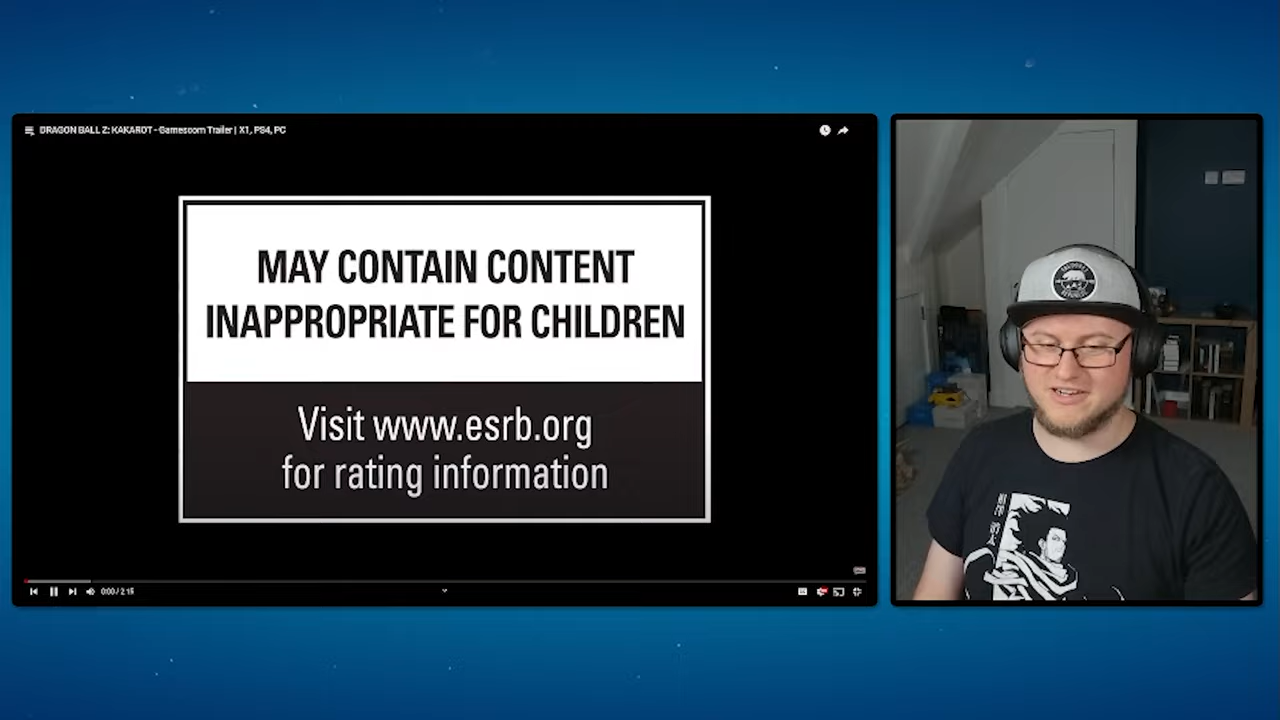 DRAGON BALL Z: KAKAROT - Gamescom Trailer | X1, PS4, PC
MAY CONTAIN CONTENT
INAPPROPRIATE FOR CHILDREN
Visit www.esrb.org
for rating information
0:00 / 2:15